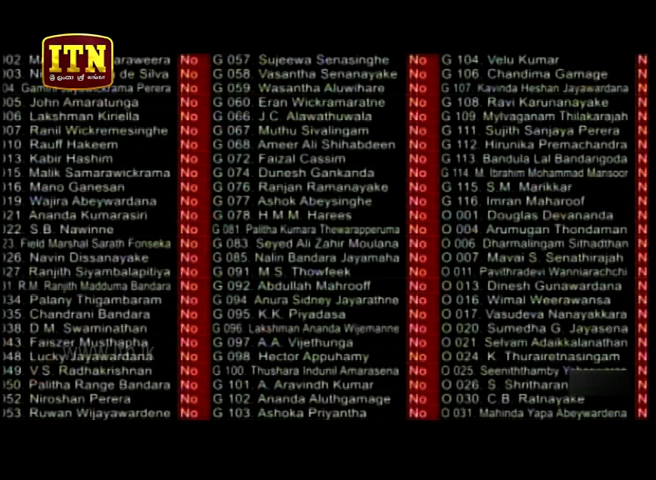 ITN
ශ්‍රී ලංකා ශ්‍රී ලංකා
002
003 de Silva No
Perera No
005 John Amaratunga No
006 Lakshman Kiriella No
007 Ranil Wickremesinghe No
010 Rauff Hakeem No
013 Kabir Hashim No
015 Malik Samarawickrama No
016 Mano Ganesan No
019 Wajira Abeywardana No
021 Ananda Kumarasiri No
022 S.B. Nawinne No
023 Field Marshal Sarath Fonseka No
026 Navin Dissanayake No
027 Ranjith Siyambalapitiya No
31 R.M. Ranjith Madduma Bandara No
034 Palany Thigambaram No
035 Chandrani Bandara No
038 D.M. Swaminathan No
043 Faiszer Musthapha No
048 Lucky Jayawardana No
049 V.S. Radhakrishnan No
050 Palitha Range Bandara No
052 Niroshan Perera No
053 Ruwan Wijayawardene No
G 057 Sujeewa Senasinghe No
G 058 Vasantha Senanayake No
G 059 Wasantha Aluwihare No
G 060 Eran Wickramaratne No
G 066 J.C. Alawathuwala No
G 067 Muthu Sivalingam No
G 068 Ameer Ali Shihabdeen No
G 072 Faizal Cassim No
G 074 Dunesh Gankanda No
G 076 Ranjan Ramanayake No
G 077 Ashok Abeysinghe No
G 078 H.M.M. Harees No
G 081 Palitha Kumara Thewarapperuma No
G 083 Seyed Ali Zahir Moulana No
G 085 Nalin Bandara Jayamaha No
G 091 M.S. Thowfeek No
G 092 Abdullah Mahrooff No
G 094 Anura Sidney Jayarathne No
G 095 K.K. Piyadasa No
G 096 Lakshman Ananda Wijemanne No
G 097 A.A. Vijethunga No
G 098 Hector Appuhamy No
G 100 Thushara Indunil Amarasena No
G 101 A. Aravindh Kumar No
G 102 Ananda Aluthgamage No
G 103 Ashoka Priyantha No
G 104 Velu Kumar N
G 106 Chandima Gamage N
G 107 Kavinda Heshan Jayawardana N
G 108 Ravi Karunanayake N
G 109 Mylvaganam Thilakarajah N
G 111 Sujith Sanjaya Perera N
G 112 Hirunika Premachandra N
G 113 Bandula Lal Bandarigoda N
G 114 M. Ibrahim Mohammad Mansoor N
G 115 S.M. Marikkar N
G 116 Imran Maharoof N
O 001 Douglas Devananda N
O 004 Arumugan Thondaman N
O 006 Dharmalingam Sithadthan N
O 007 Mavai S. Senathirajah N
O 011 Pavithradevi Wanniarachchi N
O 013 Dinesh Gunawardana N
O 016 Wimal Weerawansa N
O 017 Vasudeva Nanayakkara N
O 020 Sumedha G. Jayasena N
O 021 Selvam Adaikkalanathan N
O 024 K. Thurairetnasingam N
O 025 Seeniththamby N
O 026 S. Shritharan N
O 030 C.B. Ratnayake N
O 031 Mahinda Yapa Abeywardena N